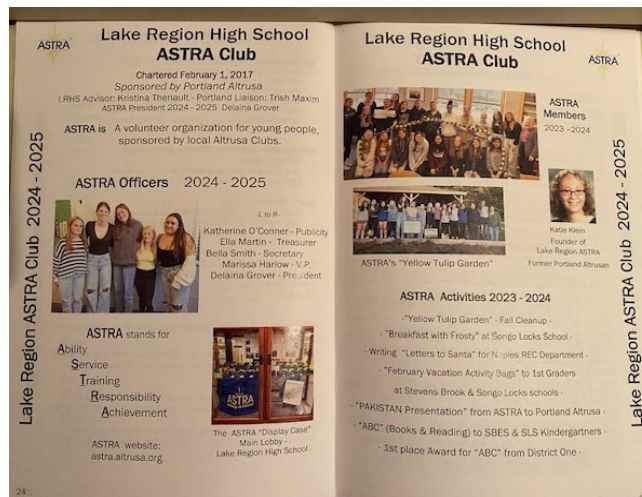 ASTRA
Lake Region High School
ASTRA Club
Chartered February 1, 2017
Sponsored by Portland Altrusa
LRHS Advisor: Kristina Theriault - Portland Liaison: Trish Maxim
ASTRA President 2024 - 2025 Delaina Grover
ASTRA is A volunteer organization for young people,
sponsored by local Altrusa Clubs.
Lake Region ASTRA Club 2024 - 2025
ASTRA Officers 2024 - 2025
-L to R-
Katherine O'Conner - Publicity
Ella Martin - Treasurer
Bella Smith - Secretary
Marissa Harlow - V.P.
Delaina Grover - President
ASTRA stands for
Ability
Service
Training
Responsibility
Achievement
ASTRA website:
astra.altrusa.org
ASTRA
The ASTRA "Display Case"
Main Lobby -
Lake Region High School
24
Lake Region High School
ASTRA Club
ASTRA
ASTRA
Members
2023 - 2024
Katie Klein
Founder of
Lake Region ASTRA
Former Portland Altrusan
ASTRA's "Yellow Tulip Garden"
Lake Region ASTRA Club 2024 - 2025
ASTRA Activities 2023 - 2024
-"Yellow Tulip Garden" - Fall Cleanup -
- "Breakfast with Frosty" at Songo Locks School -
- Writing "Letters to Santa" for Naples REC Department -
- "February Vacation Activity Bags" to 1st Graders
at Stevens Brook & Songo Locks schools -
- "PAKISTAN Presentation" from ASTRA to Portland Altrusa -
- "ABC" (Books & Reading) to SBES & SLS Kindergartners -
- 1st place Award for "ABC" from District One -